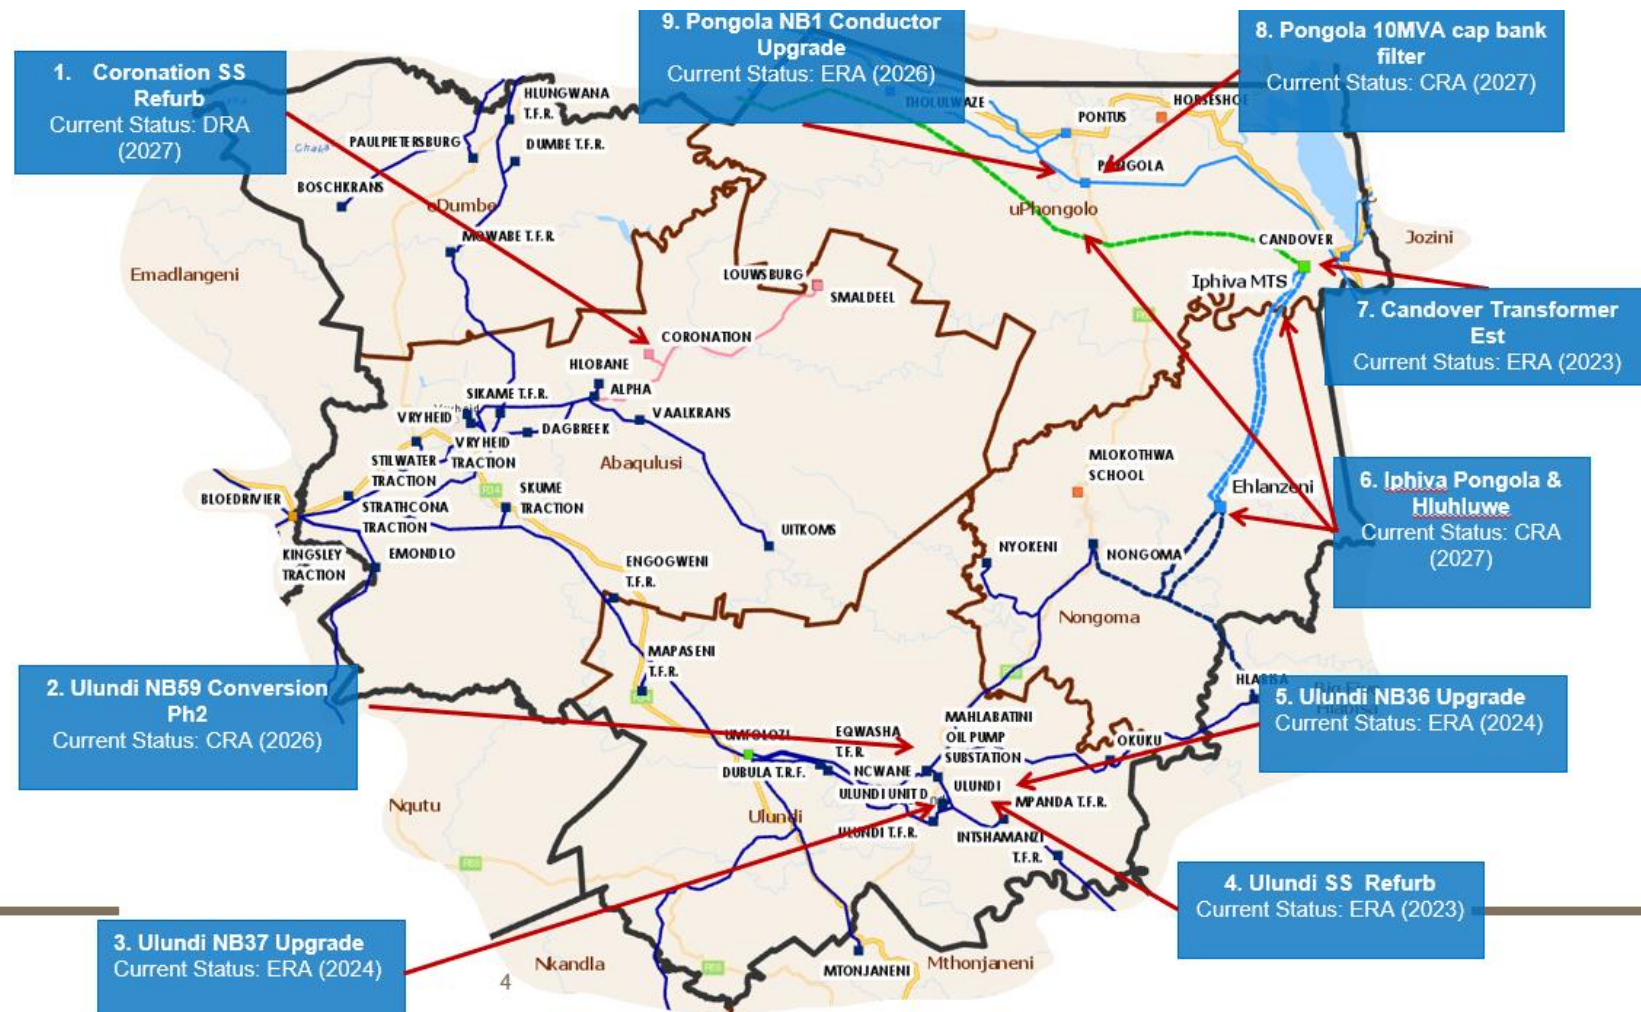 9. Pongola NB1 Conductor
Upgrade
Current Status: ERA (2026)
8. Pongola 10MVA cap bank
filter
Current Status: CRA (2027)
1. Coronation SS
Refurb
Current Status: DRA
(2027)
HLUNGWANA
T.F.R.
THOLULWAZE
HORSESHOE
PONTUS
PAULPIETERSBURG
DUMBE T.F.R.
PONGOLA
BOSCHKRANS
eDumbe
uPhongolo
MOWABE T.F.R.
CANDOVER
Jozini
Emadlangeni
LOUWSBURG
SMALDEEL
Iphiva MTS
7. Candover Transformer
Est
Current Status: ERA (2023)
CORONATION
HLOBANE
ALPHA
SIKAME T.F.R.
Vryheid
VRYHEID
VAALKRANS
DAGBREEK
VRYHEID
TRACTION
STILWATER
TRACTION
Abaqulusi
MLOKOTHWA
SCHOOL
R34
BLOEDRIVIER
STRATHCONA
TRACTION
SKUME
TRACTION
Ehlanzeni
6. Iphiva Pongola &
Hluhluwe
Current Status: CRA
(2027)
UITKOMS
KINGSLEY
TRACTION
EMONDLO
ENGOGWENI
T.F.R.
NYOKENI
NONGOMA
Nongoma
MAPASENI
T.F.R.
2. Ulundi NB59 Conversion
Ph2
Current Status: CRA (2026)
HLABISA
5. Ulundi NB36 Upgrade
Current Status: ERA (2024)
UMFOLOZI
EQWASHA
T.F.R.
MAHLABATINI
OIL PUMP
SUBSTATION
OKUKU
DUBULA T.R.F.
NCWANE
ULUNDI UNIT D
ULUNDI
MPANDA T.F.R.
Nqutu
Ulundi
ULUNDI T.F.R.
INTSHAMANZI
T.F.R.
R68
4. Ulundi SS Refurb
Current Status: ERA (2023)
3. Ulundi NB37 Upgrade
Current Status: ERA (2024)
Nkandla
MTONJANENI
Mthonjaneni
4